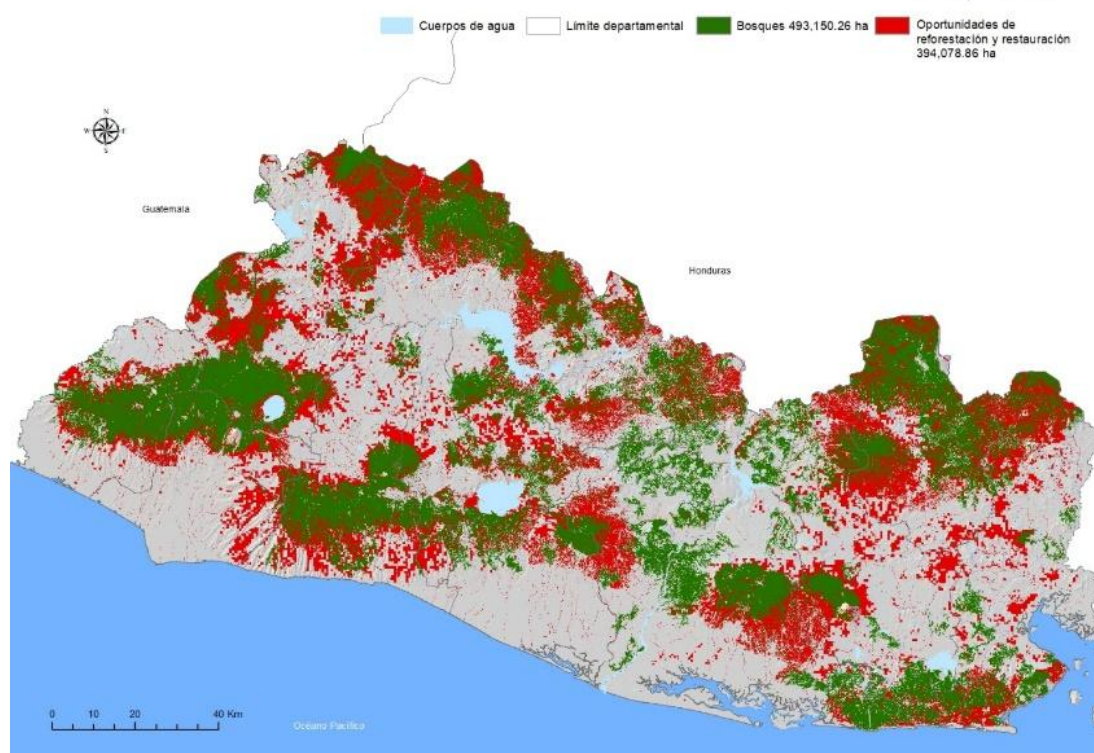 Cuerpos de agua
Límite departamental
Bosques 493,150.26 ha
Oportunidades de
reforestación y restauración
394,078.86 ha
N
W
E
S
Guatemala
Honduras
0 10 20 40 Km
Océano Pacífico